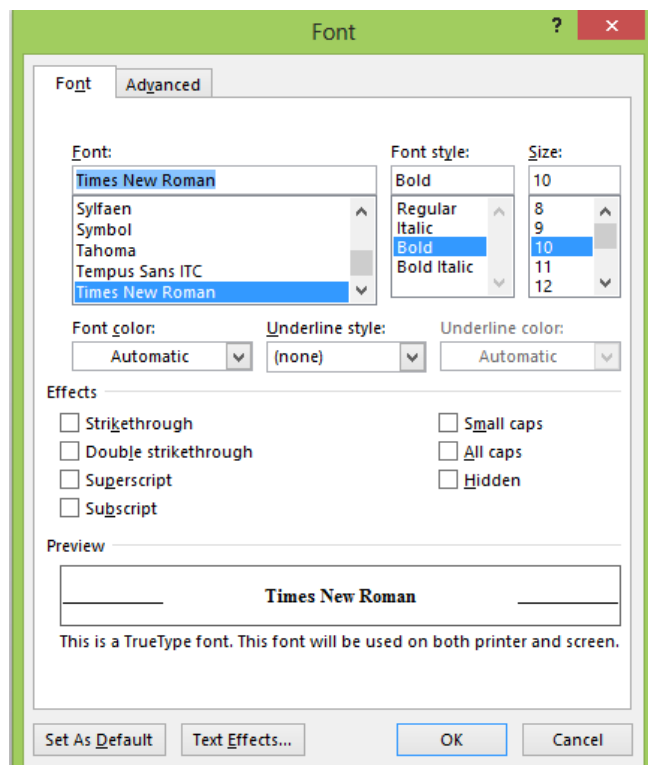 Font ? ×
Font Advanced
Font: Font style: Size:
Times New Roman Bold 10
Sylfaen Regular 8
Symbol Italic 9
Tahoma Bold 10
Tempus Sans ITC Bold Italic 11
Times New Roman 12
Font color: Underline style: Underline color:
Automatic (none) Automatic
Effects
Strikethrough Small caps
Double strikethrough All caps
Superscript Hidden
Subscript
Preview
Times New Roman
This is a TrueType font. This font will be used on both printer and screen.
Set As Default Text Effects... OK Cancel